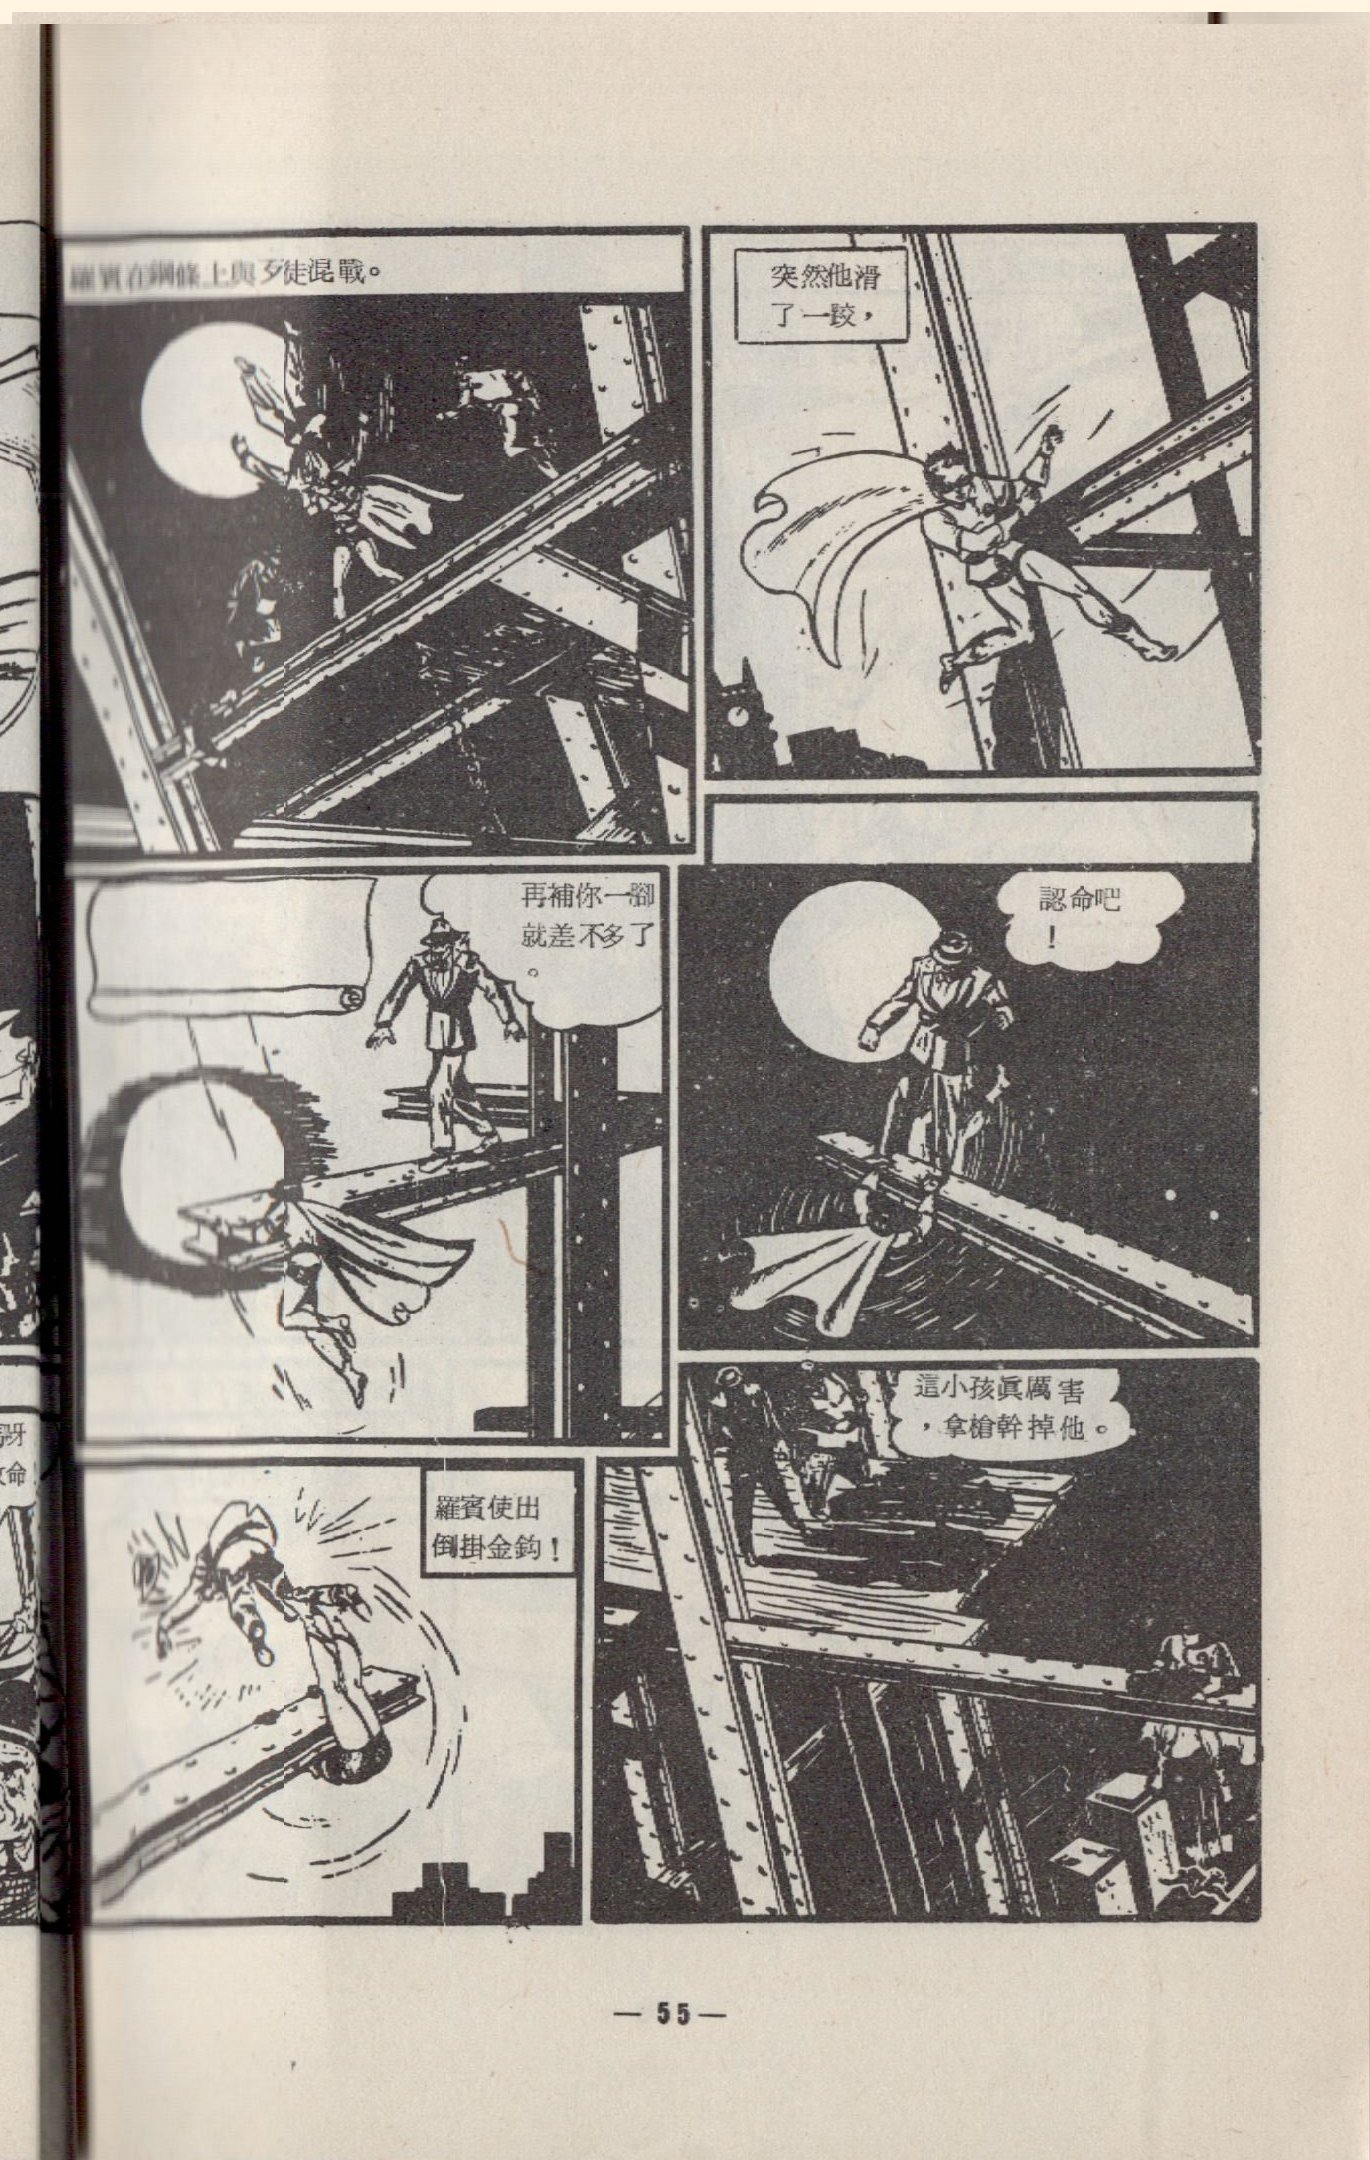 羅賓在鋼條上與歹徒混戰。
突然他滑
了一跤，
再補你一腳
就差不多了
。
認命吧
！
羅賓使出
倒掛金鈎！
這小孩眞厲害
，拿槍幹掉他。
— 55 —